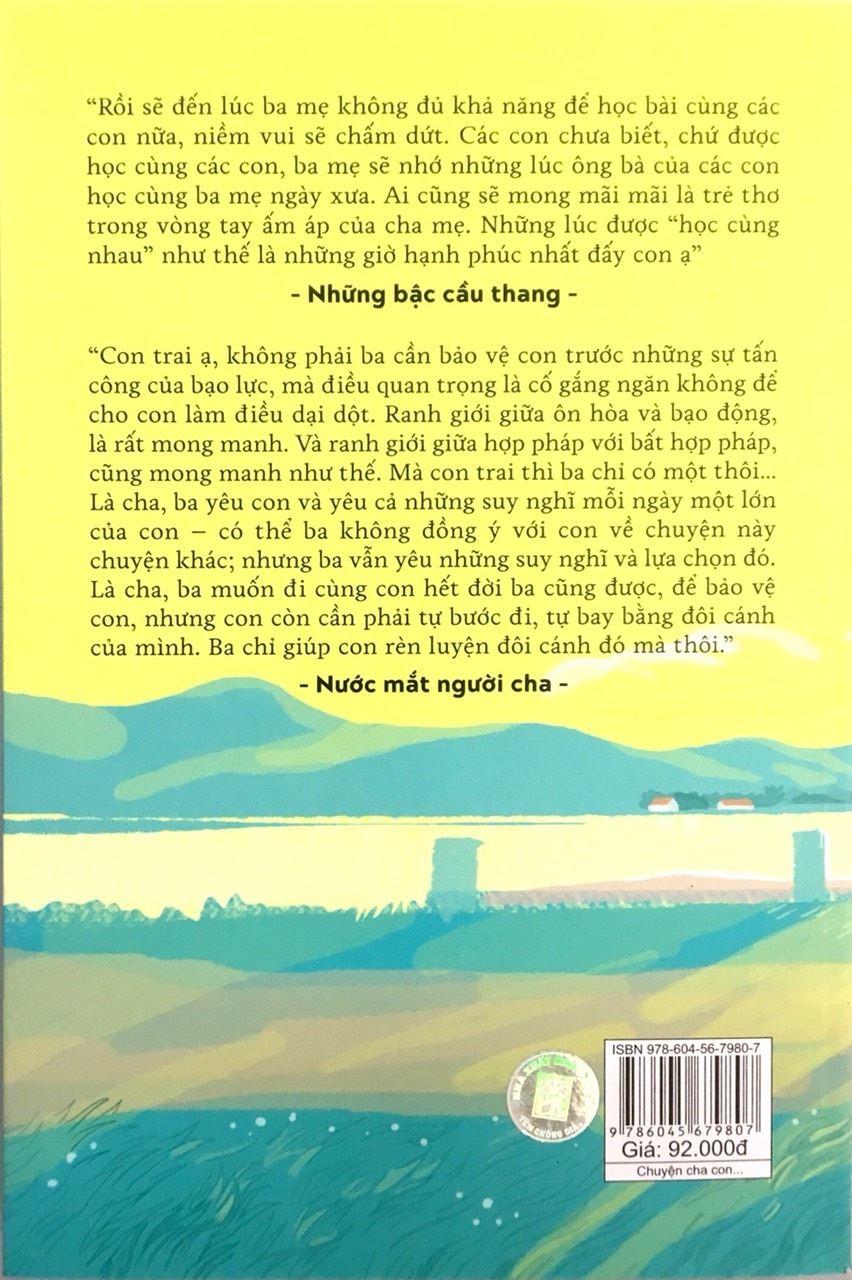 “Rồi sẽ đến lúc ba mẹ không đủ khả năng để học bài cùng các
con nữa, niềm vui sẽ chấm dứt. Các con chưa biết, chứ được
học cùng các con, ba mẹ sẽ nhớ những lúc ông bà của các con
học cùng ba mẹ ngày xưa. Ai cũng sẽ mong mãi mãi là trẻ thơ
trong vòng tay ấm áp của cha mẹ. Những lúc được “học cùng
nhau” như thế là những giờ hạnh phúc nhất đấy con ạ”
- Những bậc cầu thang -
“Con trai ạ, không phải ba cần bảo vệ con trước những sự tấn
công của bạo lực, mà điều quan trọng là cố gắng ngăn không để
cho con làm điều dại dột. Ranh giới giữa ôn hòa và bạo động,
là rất mong manh. Và ranh giới giữa hợp pháp với bất hợp pháp,
cũng mong manh như thế. Mà con trai thì ba chỉ có một thôi...
Là cha, ba yêu con và yêu cả những suy nghĩ mỗi ngày một lớn
của con – có thể ba không đồng ý với con về chuyện này
chuyện khác; nhưng ba vẫn yêu những suy nghĩ và lựa chọn đó.
Là cha, ba muốn đi cùng con hết đời ba cũng được, để bảo vệ
con, nhưng con còn cần phải tự bước đi, tự bay bằng đôi cánh
của mình. Ba chỉ giúp con rèn luyện đôi cánh đó mà thôi.”
- Nước mắt người cha -
ISBN 978-604-56-7980-7
9 786045 679807
Giá: 92.000đ
Chuyện cha con...
NHÀ XUẤT
TEM CHỐNG GIẢ